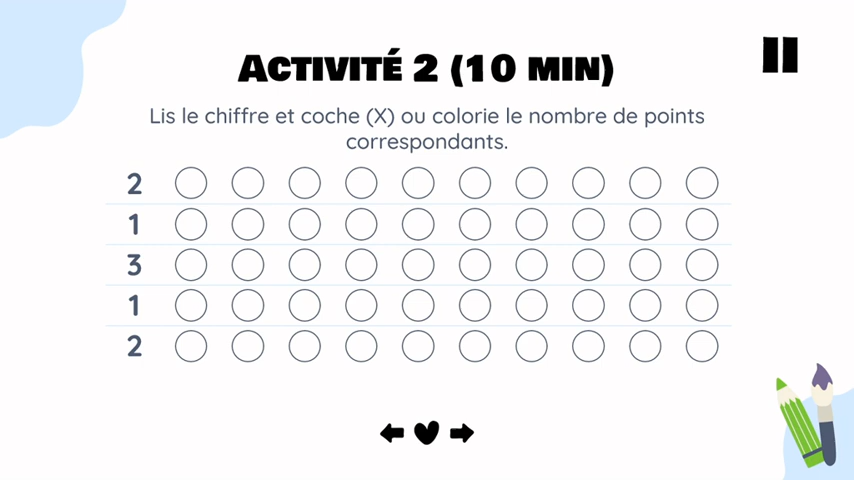 ACTIVITÉ 2 (10 MIN)
Lis le chiffre et coche (X) ou colorie le nombre de points
correspondants.
2
1
3
1
2